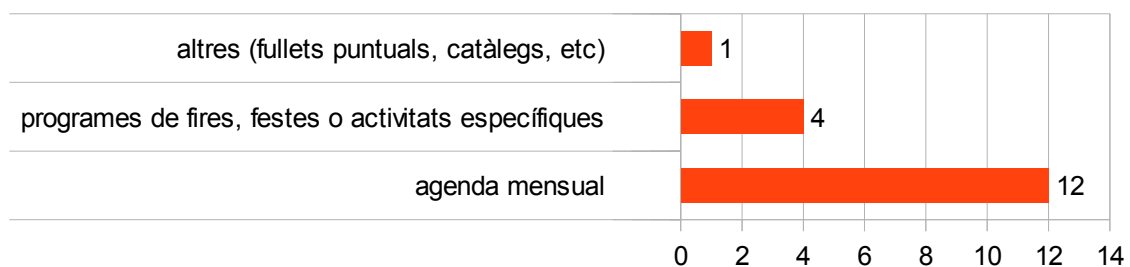 altres (fullets puntuals, catàlegs, etc) 1
programes de fires, festes o activitats específiques 4
agenda mensual 12
0 2 4 6 8 10 12 14